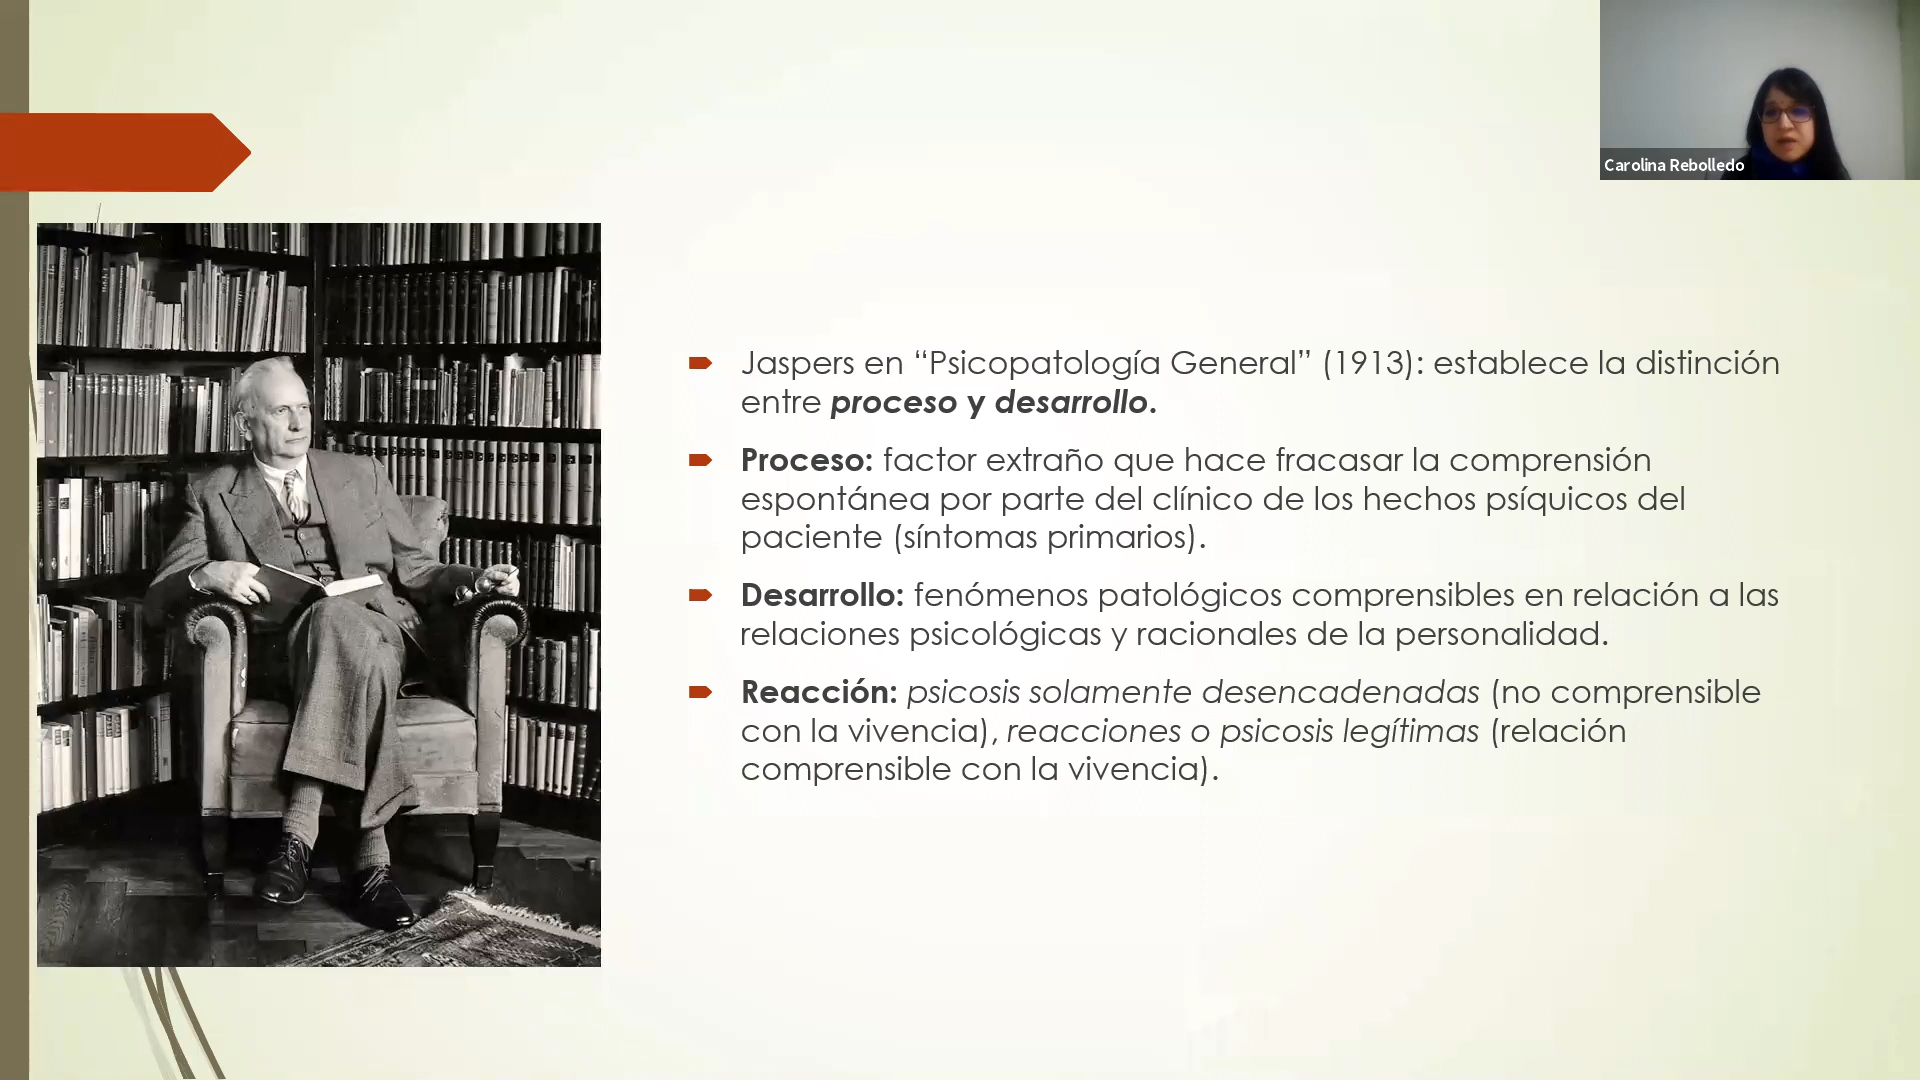 Carolina Rebolledo
Jaspers en “Psicopatología General” (1913): establece la distinción
entre proceso y desarrollo.
Proceso: factor extraño que hace fracasar la comprensión
espontánea por parte del clínico de los hechos psíquicos del
paciente (síntomas primarios).
Desarrollo: fenómenos patológicos comprensibles en relación a las
relaciones psicológicas y racionales de la personalidad.
Reacción: psicosis solamente desencadenadas (no comprensible
con la vivencia), reacciones o psicosis legítimas (relación
comprensible con la vivencia).